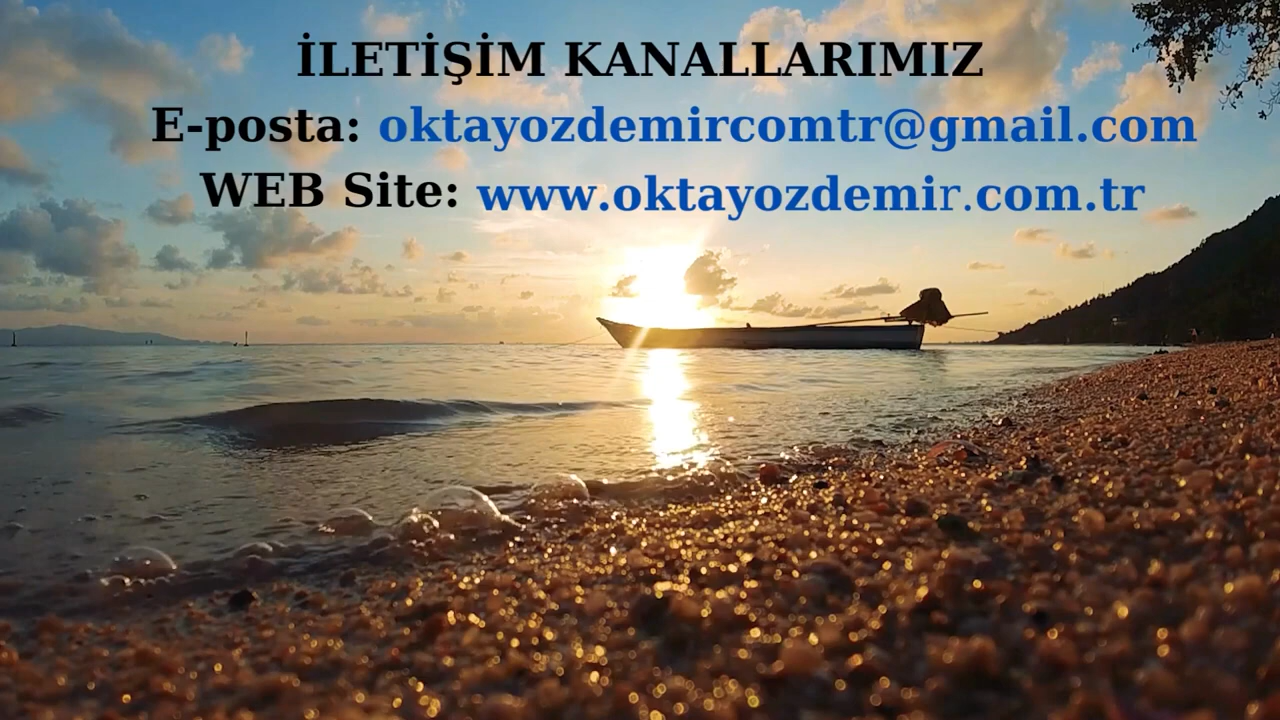 İLETİŞİM KANALLARIMIZ
E-posta: oktayozdemircomtr@gmail.com
WEB Site: www.oktayozdemir.com.tr